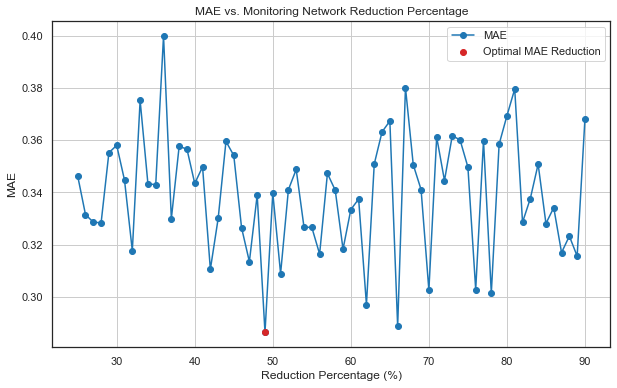 MAE vs. Monitoring Network Reduction Percentage
MAE
Optimal MAE Reduction
0.40
0.38
0.36
0.34
0.32
0.30
MAE
30
40
50
60
70
80
90
Reduction Percentage (%)